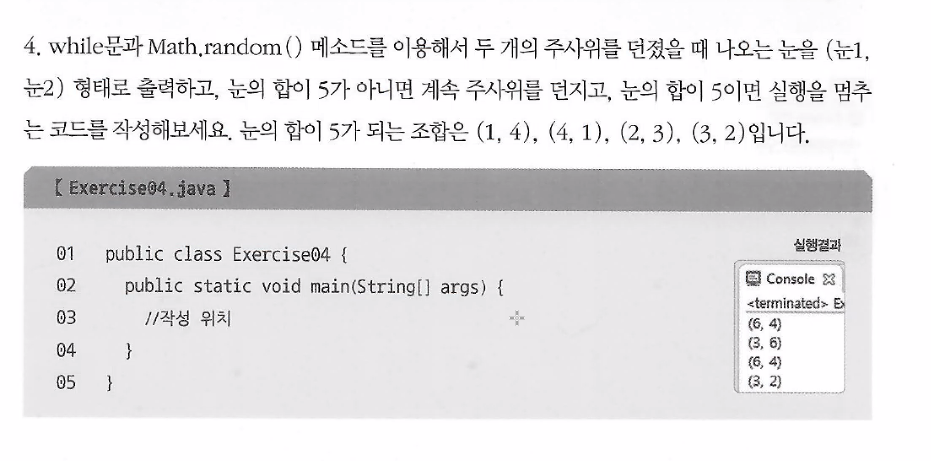 4. while문과 Math.random() 메소드를 이용해서 두 개의 주사위를 던졌을 때 나오는 눈을 (눈1,
눈2) 형태로 출력하고, 눈의 합이 5가 아니면 계속 주사위를 던지고, 눈의 합이 5이면 실행을 멈추
는 코드를 작성해보세요. 눈의 합이 5가 되는 조합은 (1, 4), (4, 1), (2, 3), (3, 2)입니다.
【 Exercise04.java 】
01 public class Exercise04 {
02 public static void main(String[] args) {
03 //작성 위치
04 }
05 }
실행결과
Console
<terminated> Ex
(6, 4)
(3, 6)
(6, 4)
(3, 2)